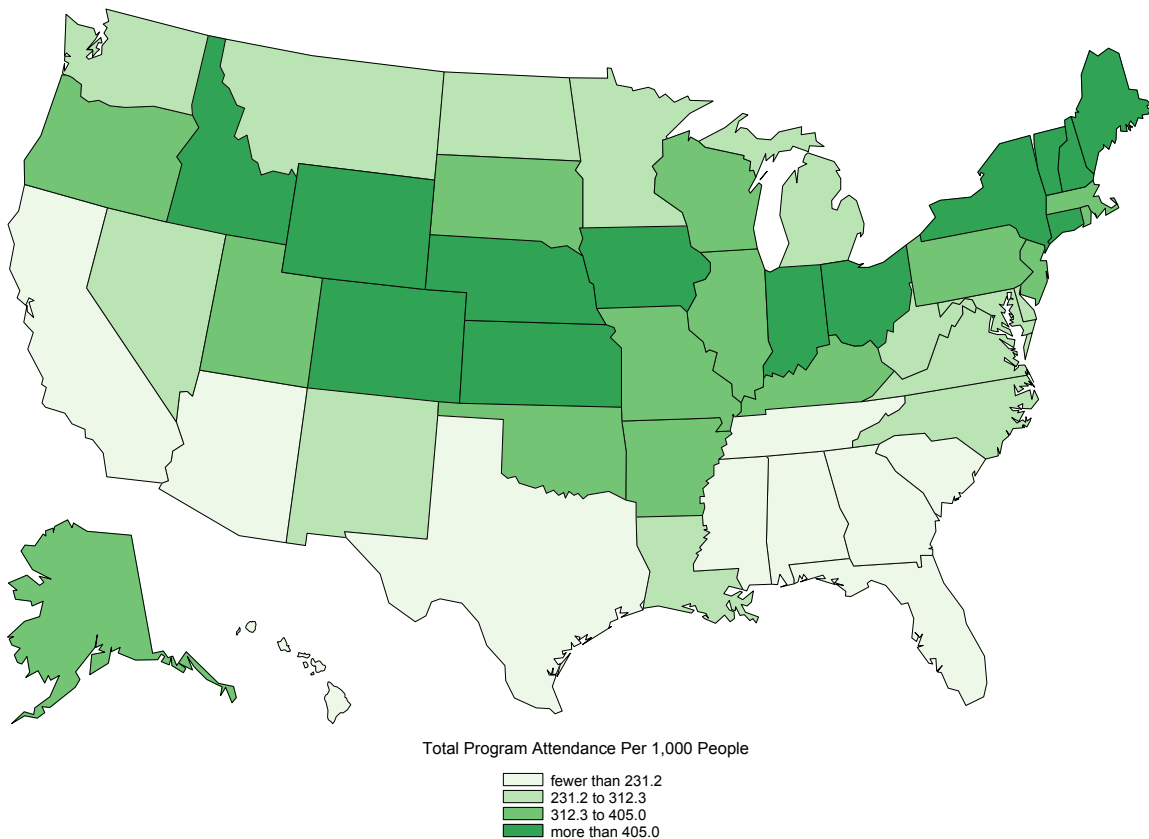 Total Program Attendance Per 1,000 People
fewer than 231.2
231.2 to 312.3
312.3 to 405.0
more than 405.0